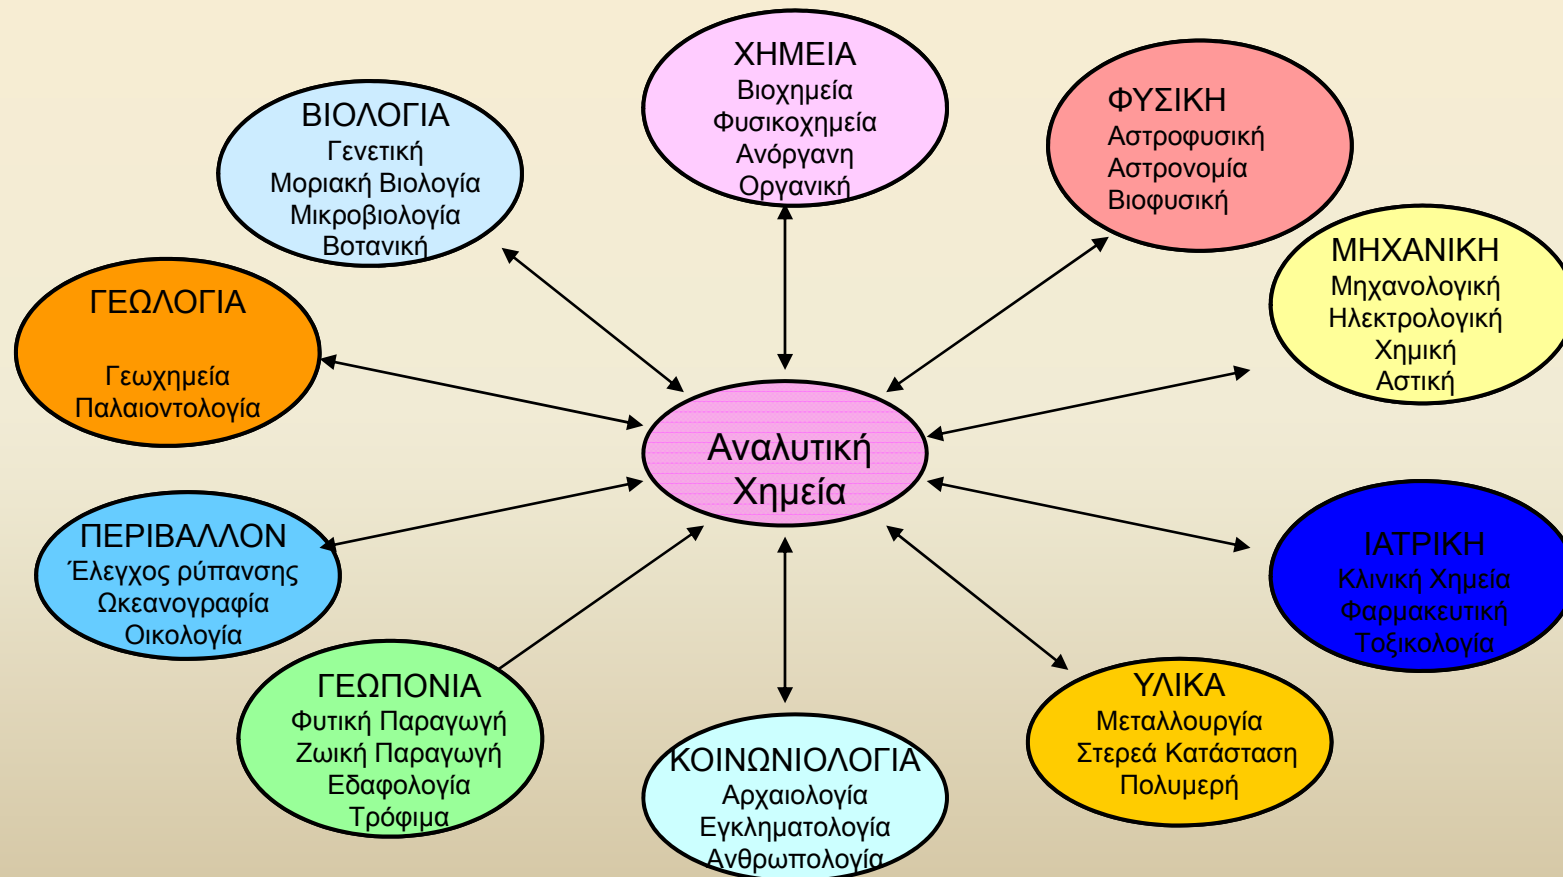 ΧΗΜΕΙΑ
Βιοχημεία
Φυσικοχημεία
Ανόργανη
Οργανική
ΦΥΣΙΚΗ
Αστροφυσική
Αστρονομία
Βιοφυσική
ΒΙΟΛΟΓΙΑ
Γενετική
Μοριακή Βιολογία
Μικροβιολογία
Βοτανική
ΜΗΧΑΝΙΚΗ
Μηχανολογική
Ηλεκτρολογική
Χημική
Αστική
ΓΕΩΛΟΓΙΑ
Γεωχημεία
Παλαιοντολογία
Αναλυτική
Χημεία
ΠΕΡΙΒΑΛΛΟΝ
Έλεγχος ρύπανσης
Ωκεανογραφία
Οικολογία
ΙΑΤΡΙΚΗ
Κλινική Χημεία
Φαρμακευτική
Τοξικολογία
ΓΕΩΠΟΝΙΑ
Φυτική Παραγωγή
Ζωική Παραγωγή
Εδαφολογία
Τρόφιμα
ΚΟΙΝΩΝΙΟΛΟΓΙΑ
Αρχαιολογία
Εγκληματολογία
Ανθρωπολογία
ΥΛΙΚΑ
Μεταλλουργία
Στερεά Κατάσταση
Πολυμερή